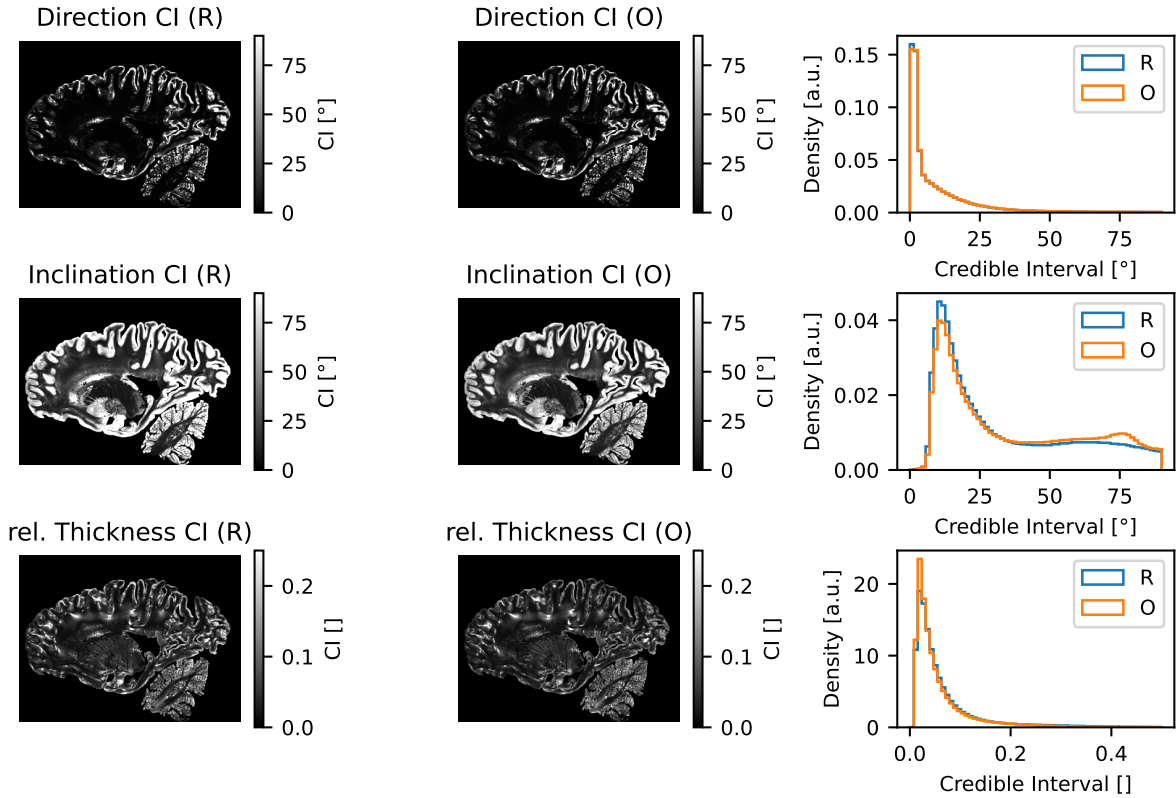 Direction CI (R)
75
50
25
0
CI [°]
Direction CI (O)
75
50
25
0
CI [°]
0.15
0.10
0.05
0.00
Density [a.u.]
R
O
0
25
50
75
Credible Interval [°]
Inclination CI (R)
75
50
25
0
CI [°]
Inclination CI (O)
75
50
25
0
CI [°]
0.04
0.02
0.00
Density [a.u.]
R
O
0
25
50
75
Credible Interval [°]
rel. Thickness CI (R)
0.2
0.1
0.0
CI []
rel. Thickness CI (O)
0.2
0.1
0.0
CI []
20
10
0
Density [a.u.]
R
O
0.0
0.2
0.4
Credible Interval []